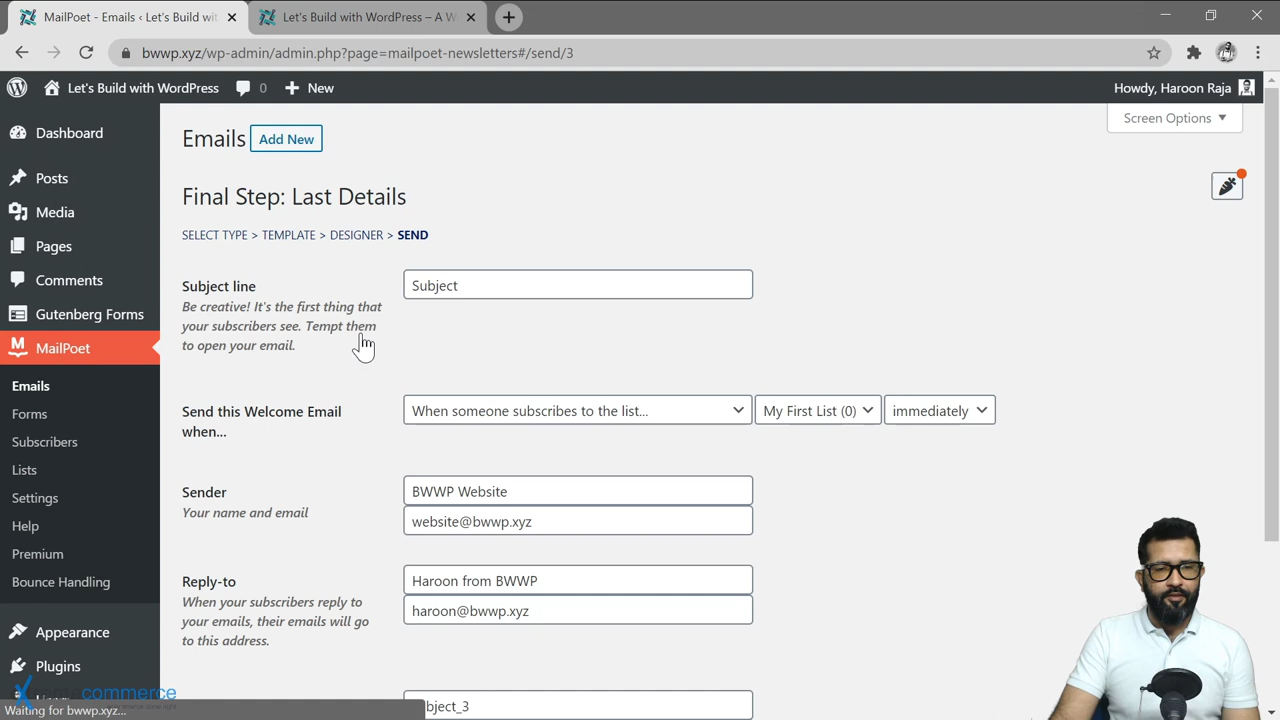 MailPoet - Emails ‹ Let's Build wit
Let's Build with WordPress – A W
bwwp.xyz/wp-admin/admin.php?page=mailpoet-newsletters#/send/3
Let's Build with WordPress
0
New
Howdy, Haroon Raja
Dashboard
Posts
Media
Pages
Comments
Gutenberg Forms
MailPoet
Emails
Forms
Subscribers
Lists
Settings
Help
Premium
Bounce Handling
Appearance
Plugins
Screen Options
Emails
Add New
Final Step: Last Details
SELECT TYPE > TEMPLATE > DESIGNER > SEND
Subject line
Be creative! It's the first thing that
your subscribers see. Tempt them
to open your email.
Subject
Send this Welcome Email
when...
When someone subscribes to the list...
My First List (0)
immediately
Sender
Your name and email
BWWP Website
website@bwwp.xyz
Reply-to
When your subscribers reply to
your emails, their emails will go
to this address.
Haroon from BWWP
haroon@bwwp.xyz
bject_3
commerce
Waiting for bwwp.xyz...